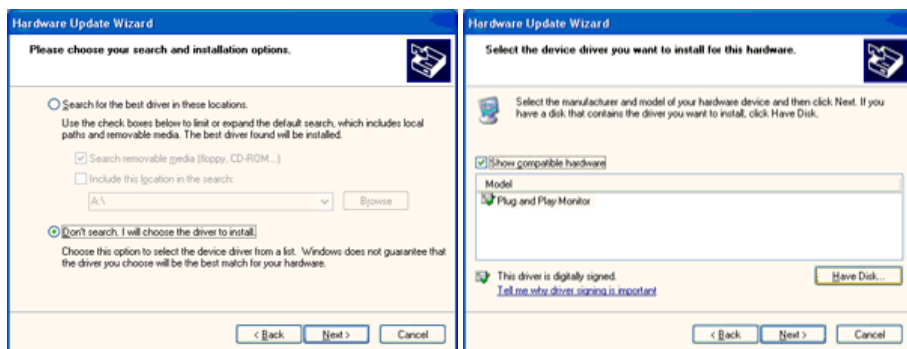 Hardware Update Wizard
Please choose your search and installation options.
Search for the best driver in these locations.
Use the check boxes below to limit or expand the default search, which includes local
paths and removable media. The best driver found will be installed.
Search removable media (floppy, CD-ROM...)
Include this location in the search:
A:\
Browse
Don't search. I will choose the driver to install.
Choose this option to select the device driver from a list. Windows does not guarantee that
the driver you choose will be the best match for your hardware.
< Back
Next >
Cancel
Hardware Update Wizard
Select the device driver you want to install for this hardware.
Select the manufacturer and model of your hardware device and then click Next. If you
have a disk that contains the driver you want to install, click Have Disk.
Show compatible hardware
Model
Plug and Play Monitor
This driver is digitally signed.
Tell me why driver signing is important
Have Disk...
< Back
Next >
Cancel